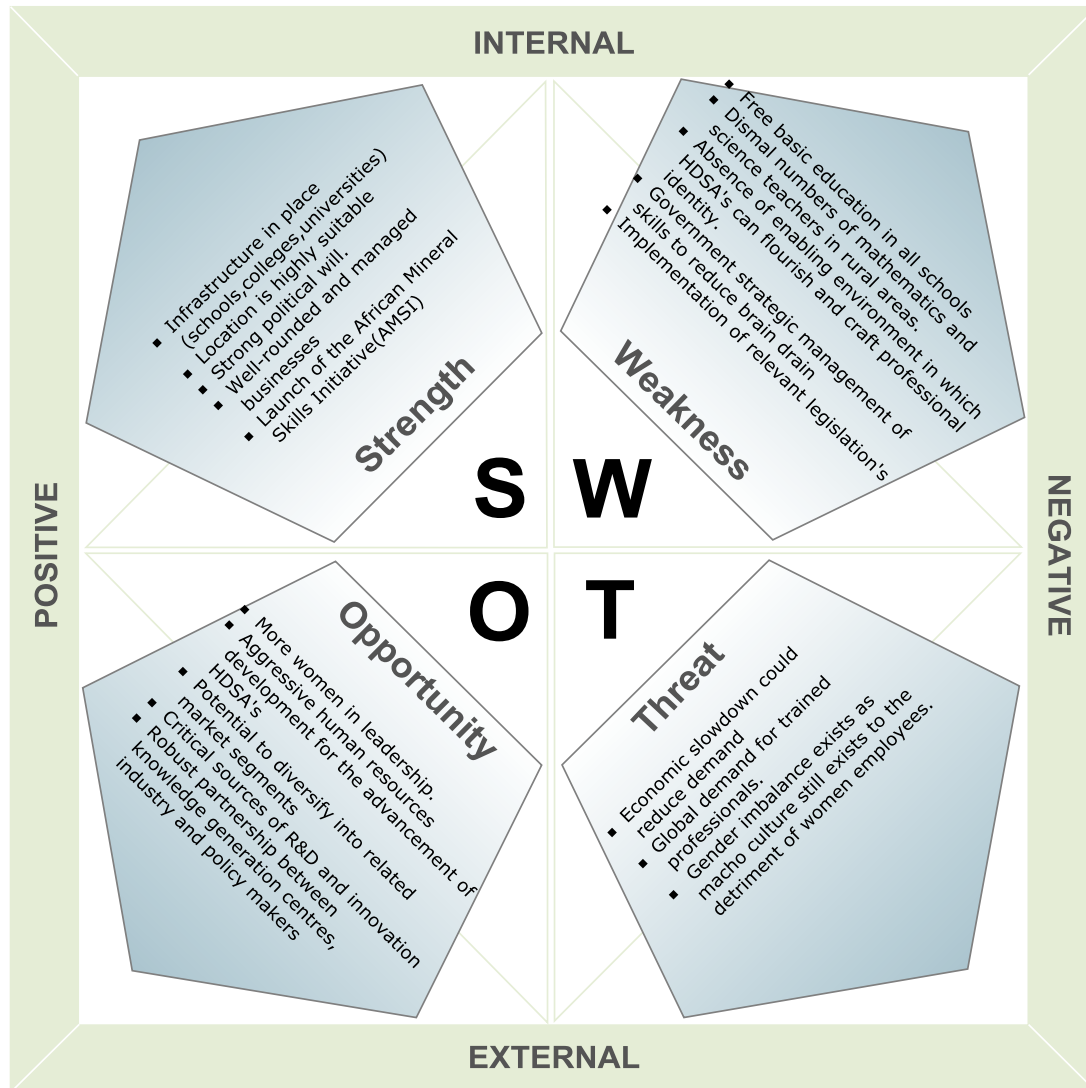 INTERNAL
POSITIVE
NEGATIVE
◆ Infrastructure in place
(schools,colleges,universities)
◆ Location is highly suitable
◆ Strong political will.
◆ Well-rounded and managed
businesses
◆ Launch of the African Mineral
Skills Initiative(AMSI)
Strength
S
◆ Free basic education in all schools
◆ Dismal numbers of mathematics and
science teachers in rural areas.
◆ Absence of enabling environment in which
HDSA's can flourish and craft professional
identity.
◆ Government strategic management of
skills to reduce brain drain
◆ Implementation of relevant legislation's
Weakness
W
O
Opportunity
◆ More women in leadership.
◆ Aggressive human resources
development for the advancement of
HDSA's
◆ Potential to diversify into related
market segments
◆ Critical sources of R&D and innovation
◆ Robust partnership between
knowledge generation centres,
industry and policy makers
T
Threat
◆ Economic slowdown could
reduce demand
◆ Global demand for trained
professionals.
◆ Gender imbalance exists as
macho culture still exists to the
detriment of women employees.
EXTERNAL